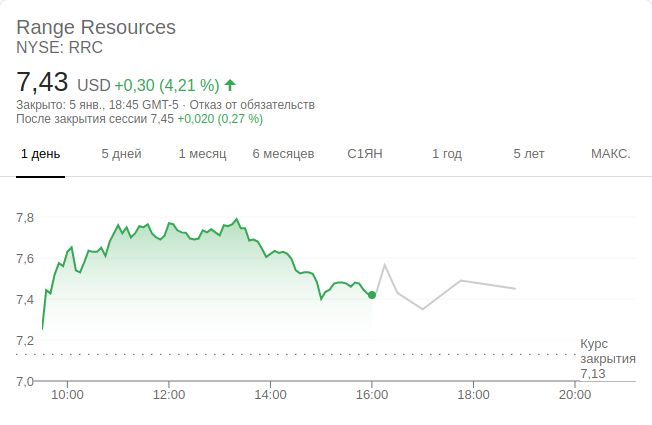 Range Resources
NYSE: RRC
7,43 USD +0,30 (4,21 %)
Закрыто: 5 янв., 18:45 GMT-5 · Отказ от обязательств
После закрытия сессии 7,45 +0,020 (0,27 %)
1 день 5 дней 1 месяц 6 месяцев С1ЯН 1 год 5 лет МАКС.
7,8
7,6
7,4
7,2
Курс
закрытия
7,13
7,0
10:00 12:00 14:00 16:00 18:00 20:00